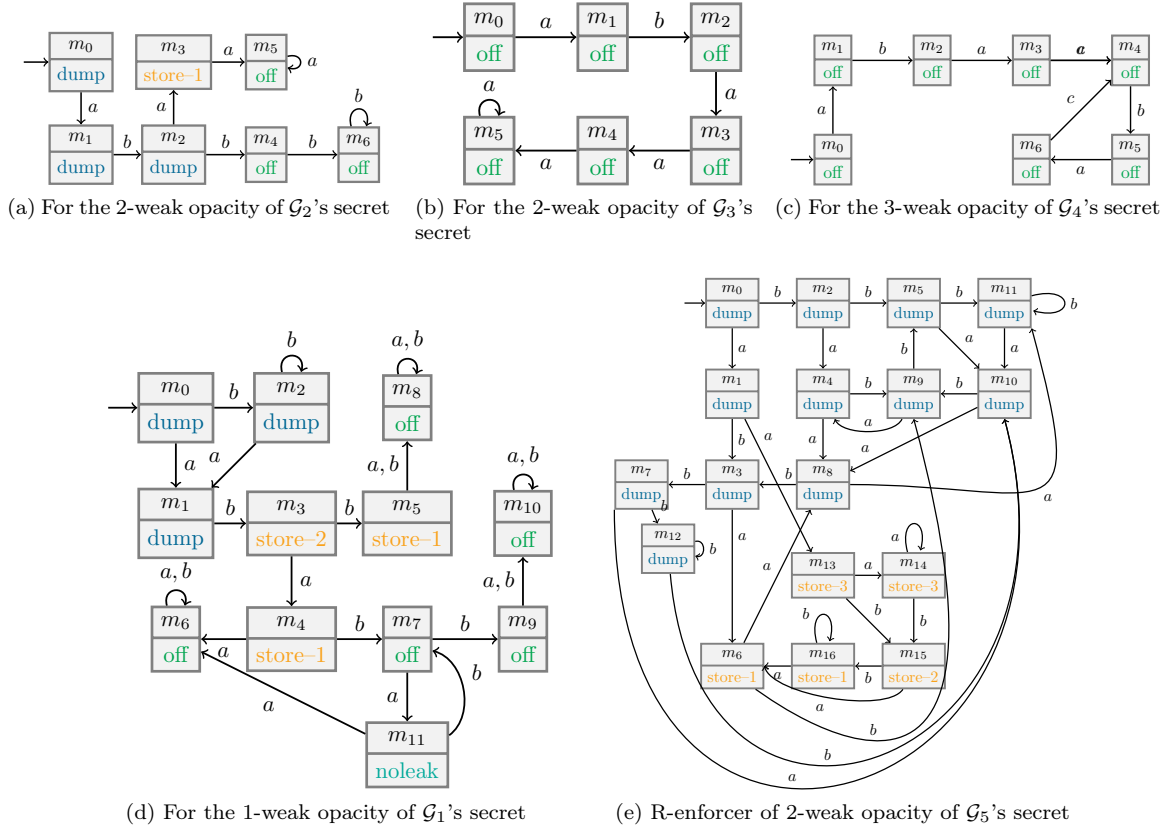 m₀ m₃ m₅
a a
dump store–1 off
a a b
m₁ m₂ m₄ m₆
b b b
dump dump off off
(a) For the 2-weak opacity of 𝒢₂'s secret
m₀ a m₁ b m₂
off off off
a a
m₅ m₄ m₃
a a
off off off
(b) For the 2-weak opacity of 𝒢₃'s
secret
m₁ b m₂ a m₃ a m₄
off off off off
a c b
m₀ m₆ m₅
a
off off off
(c) For the 3-weak opacity of 𝒢₄'s secret
b a, b
m₀ b m₂ m₈
dump dump off
a a a, b a, b
m₁ b m₃ b m₅ m₁₀
dump store–2 store–1 off
a, b a a, b
m₆ m₄ b m₇ b m₉
off a store–1 off off
a a b
m₁₁
noleak
(d) For the 1-weak opacity of 𝒢₁'s secret
m₀ b m₂ b m₅ b m₁₁
dump dump dump dump b
a a b a a
m₁ m₄ b m₉ b m₁₀
dump dump dump dump
b a a a a
m₇ b m₃ b m₈
dump dump dump a
b
m₁₂ b
dump
a a
m₁₃ a m₁₄
store–3 store–3
a b b b
m₆ a m₁₆ b m₁₅
store–1 store–1 store–2
a
b
b
a
(e) R-enforcer of 2-weak opacity of 𝒢₅'s secret